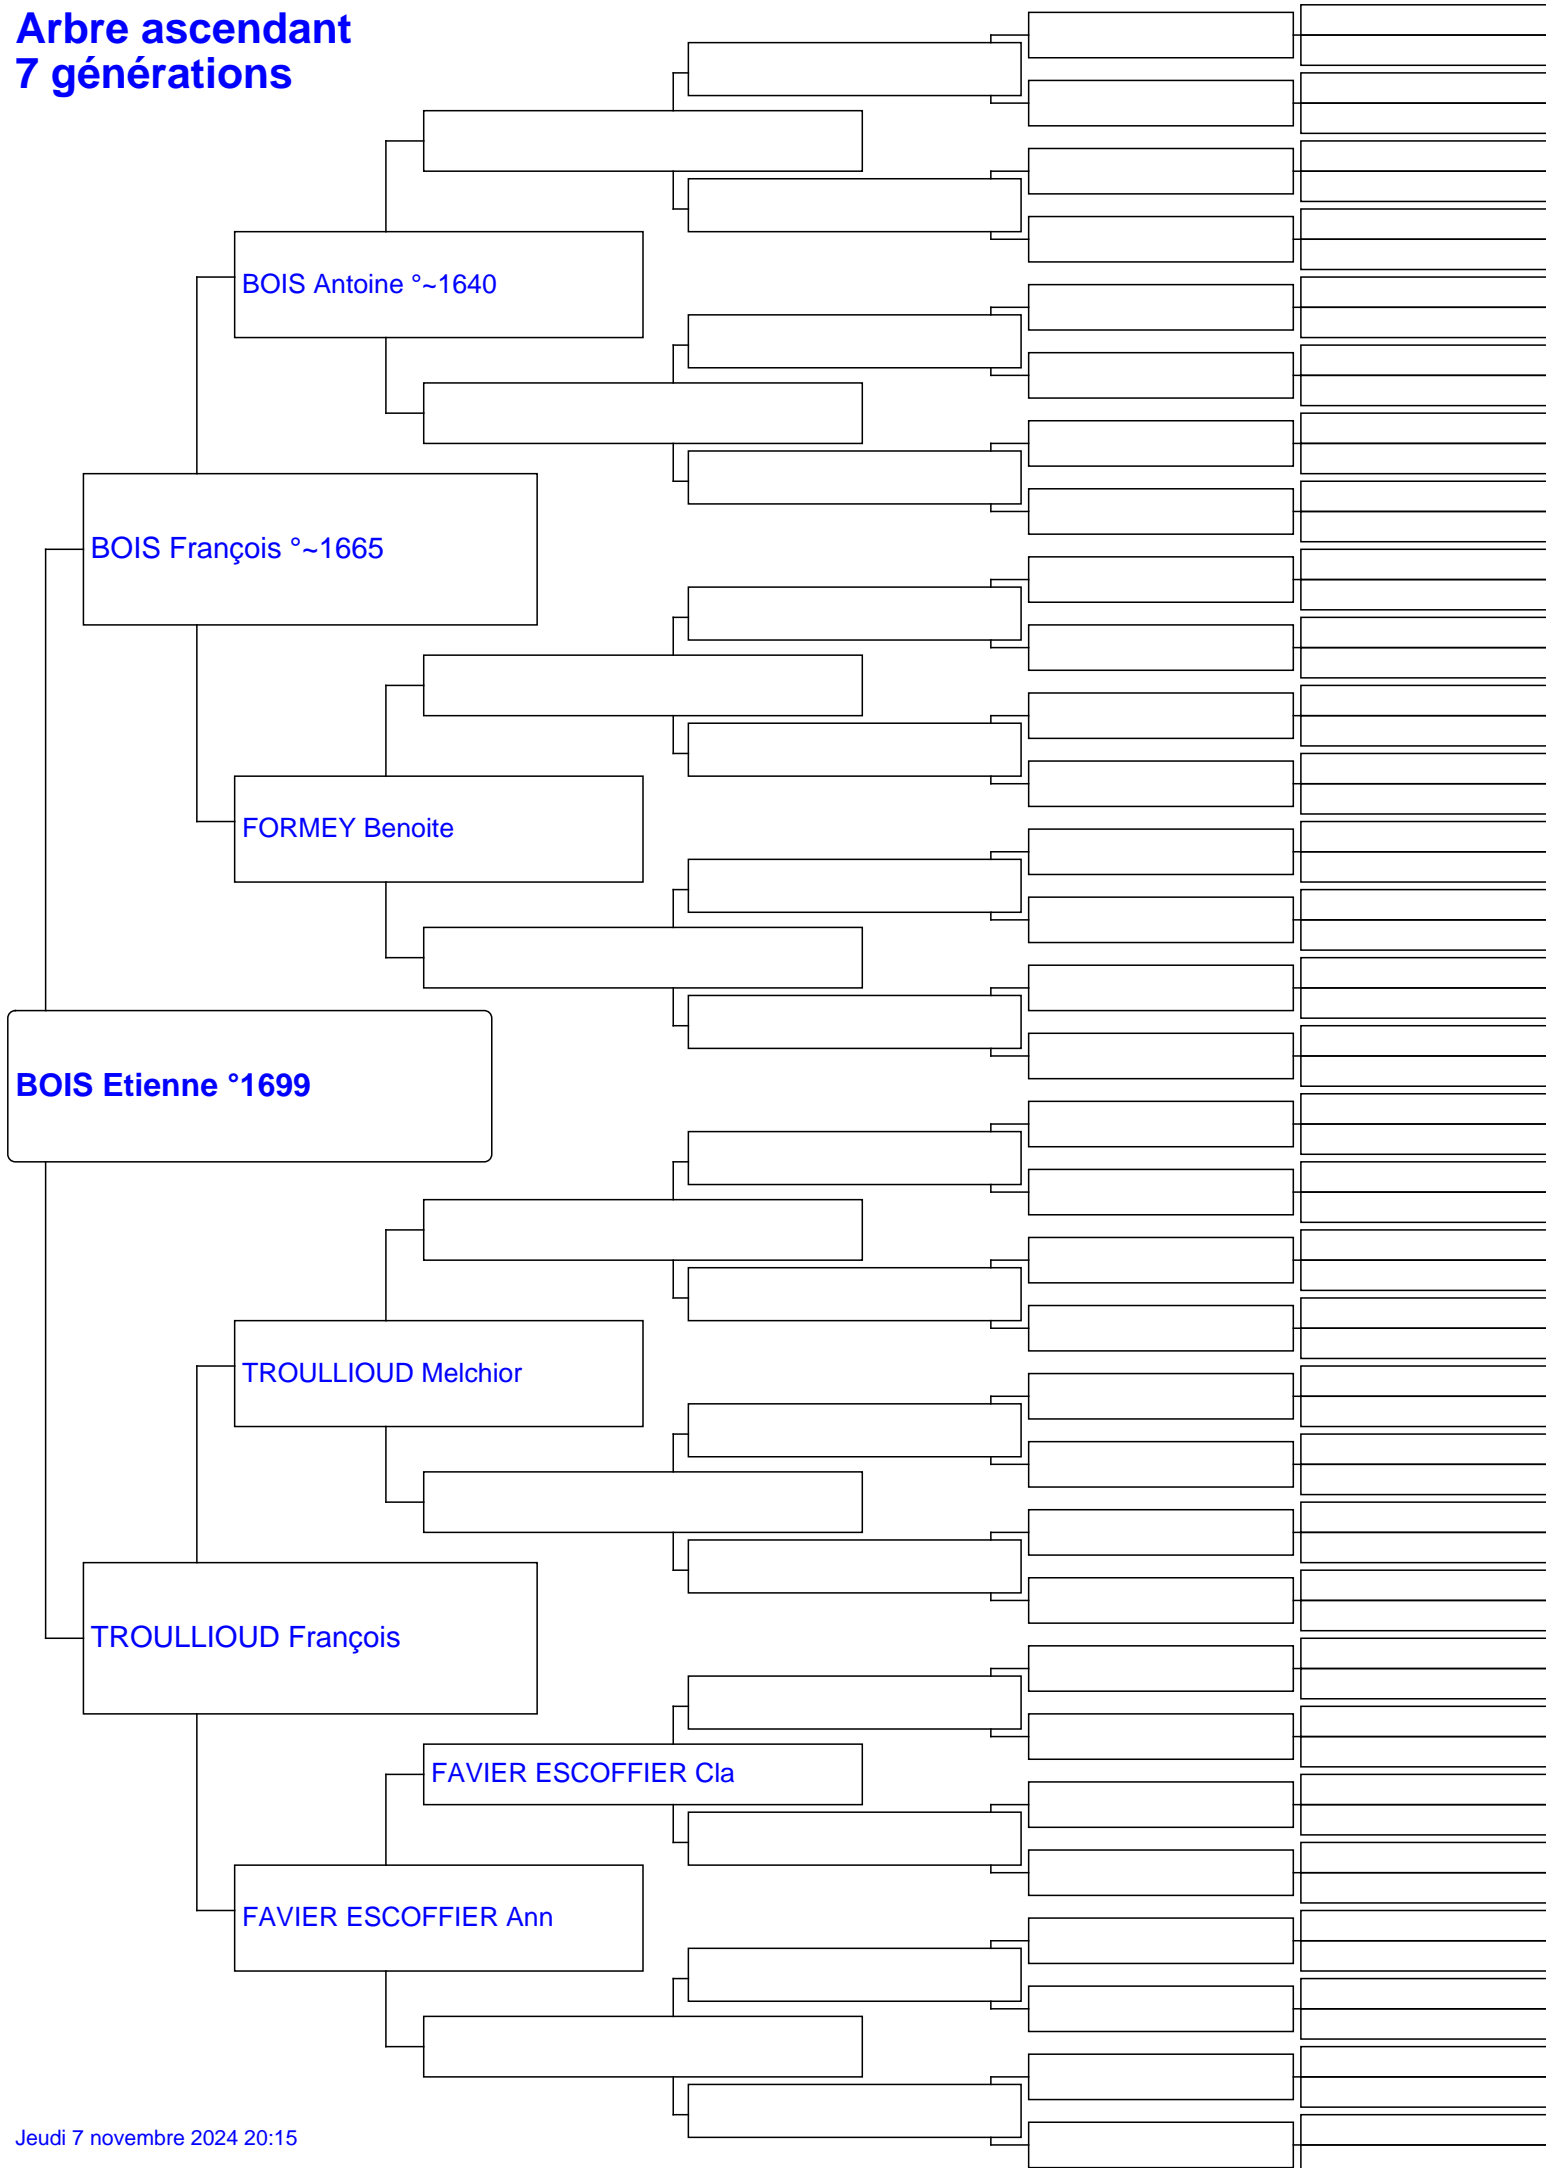 Arbre ascendant
7 générations
BOIS Antoine °~1640
BOIS François °~1665
FORMEY Benoite
BOIS Etienne °1699
TROULLIOUD Melchior
TROULLIOUD François
FAVIER ESCOFFIER Cla
FAVIER ESCOFFIER Ann
Jeudi 7 novembre 2024 20:15